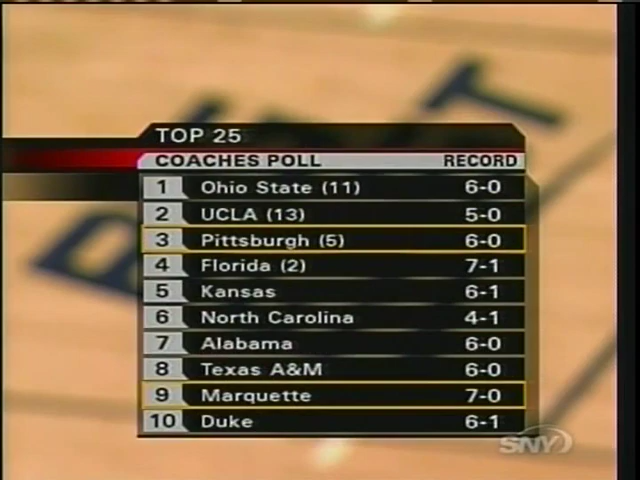 TOP 25
COACHES POLL RECORD
1 Ohio State (11) 6-0
2 UCLA (13) 5-0
3 Pittsburgh (5) 6-0
4 Florida (2) 7-1
5 Kansas 6-1
6 North Carolina 4-1
7 Alabama 6-0
8 Texas A&M 6-0
9 Marquette 7-0
10 Duke 6-1
SNY